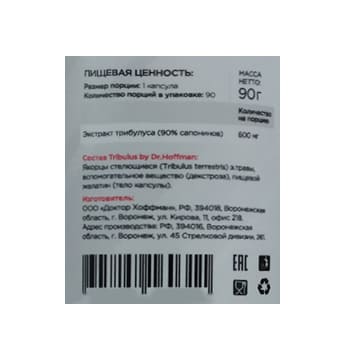 ПИЩЕВАЯ ЦЕННОСТЬ:
Размер порции: 1 капсула
Количество порций в упаковке: 90
МАССА
НЕТТО:
90г
Количество
на порцию
Экстракт трибулуса (90% сапонинов) 600 мг
Состав Tribulus by Dr.Hoffman:
Якорцы стелющиеся (Tribulus terrestris) э.травы,
вспомогательное вещество (декстроза), пищевой
желатин (тело капсулы).
Изготовитель:
ООО «Доктор Хоффман», РФ, 394018, Воронежская
область, г. Воронеж, ул. Кирова, 11, офис 218.
Адрес производства: РФ, 394016, Воронежская
область, г. Воронеж, ул. 45 Стрелковой дивизии, 261.
EAC